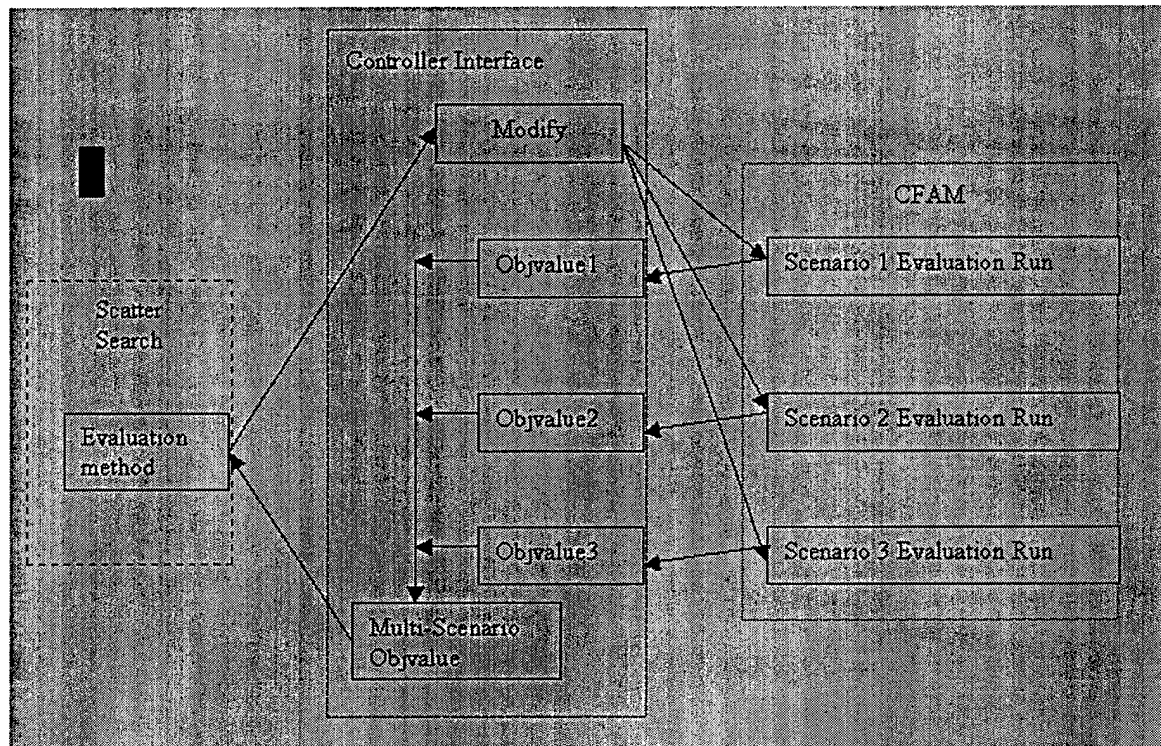 Controller Interface
Modify
CFAM
Objvalue1
Scenario 1 Evaluation Run
Scatter
Search
Objvalue2
Scenario 2 Evaluation Run
Evaluation
method
Objvalue3
Scenario 3 Evaluation Run
Multi-Scenario
Objvalue